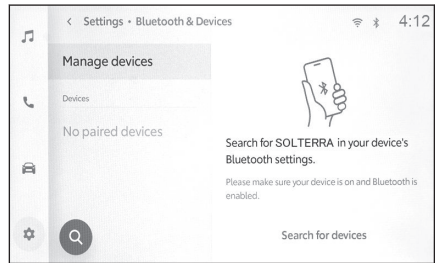 < Settings • Bluetooth & Devices
4:12
Manage devices
Devices
No paired devices
Search for SOLTERRA in your device's
Bluetooth settings.
Please make sure your device is on and Bluetooth is
enabled.
Search for devices